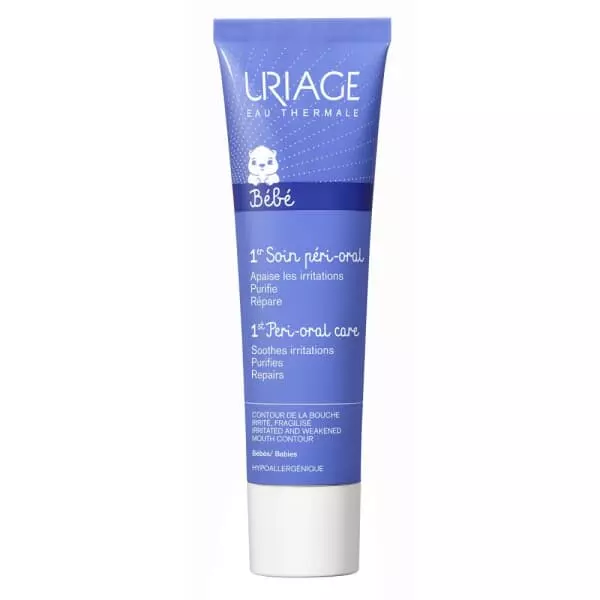 URIAGE
EAU THERMALE
Bébé
1er Soin péri-oral
Apaise les irritations
Purifie
Répare
1st Peri-oral care
Soothes irritations
Purifies
Repairs
CONTOUR DE LA BOUCHE
IRRITÉ, FRAGILISÉ
IRRITATED AND WEAKENED
MOUTH CONTOUR
Bébés/ Babies
HYPOALLERGÉNIQUE